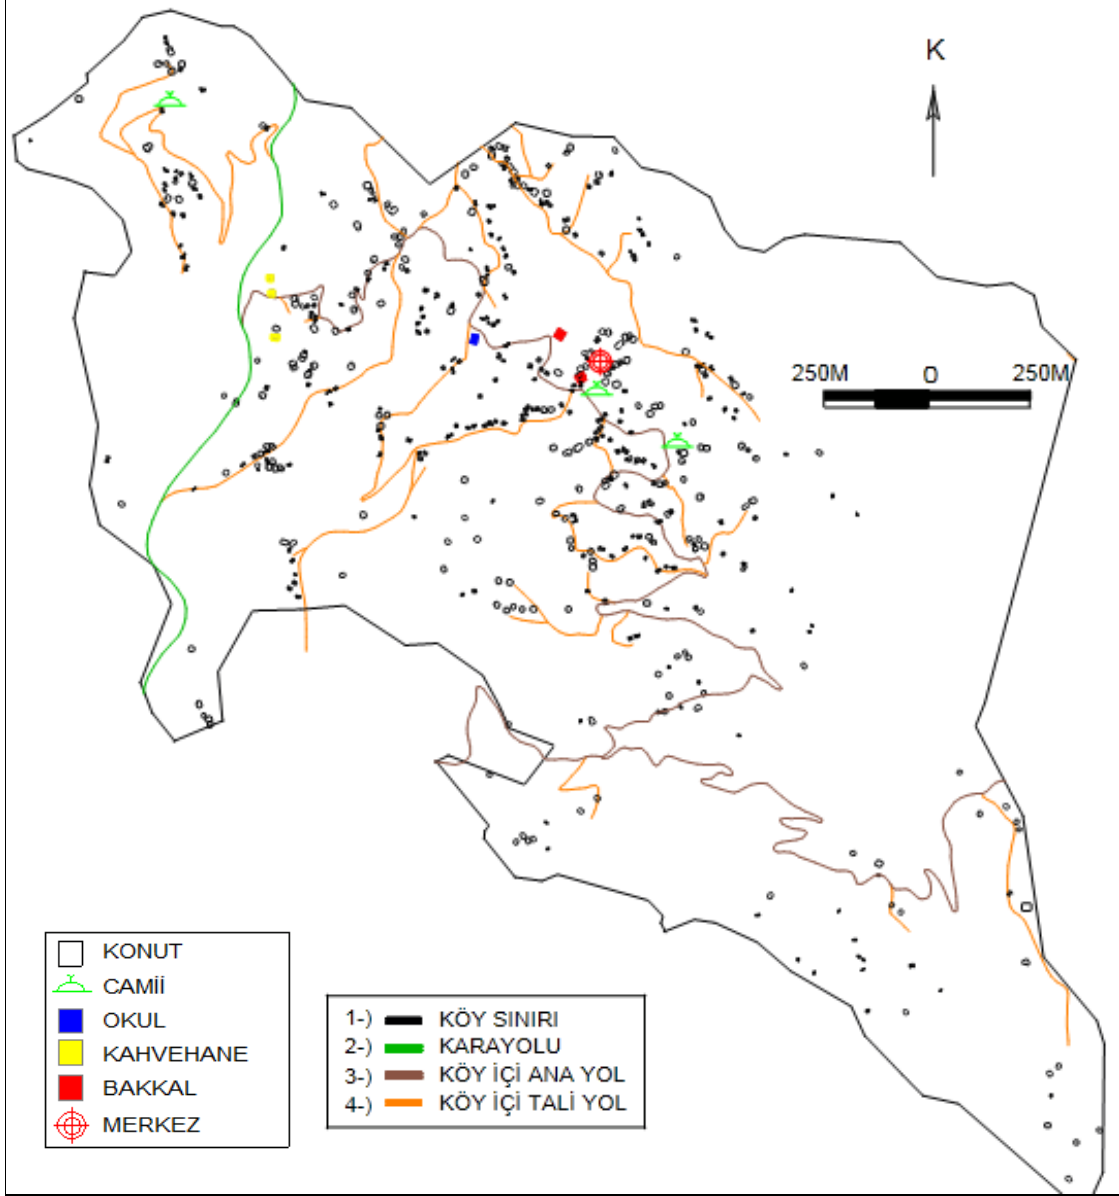 K
250M O 250M
KONUT
CAMİİ
OKUL
KAHVEHANE
BAKKAL
MERKEZ
1-) KÖY SINIRI
2-) KARAYOLU
3-) KÖY İÇİ ANA YOL
4-) KÖY İÇİ TALİ YOL